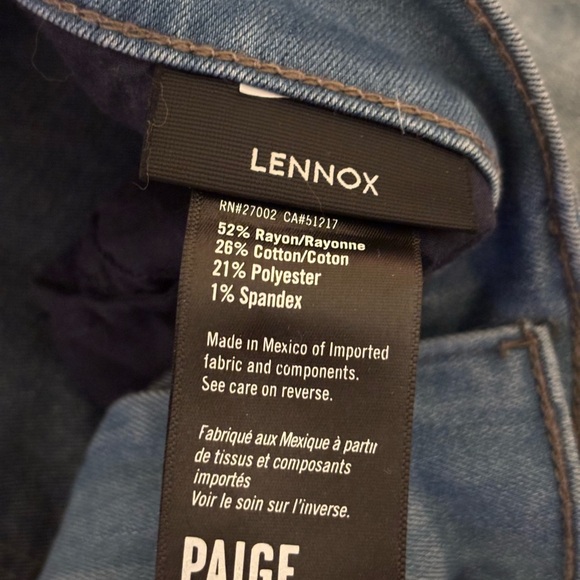 LENNOX
RN#27002 CA#51217
52% Rayon/Rayonne
26% Cotton/Coton
21% Polyester
1% Spandex
Made in Mexico of Imported
fabric and components.
See care on reverse.
Fabriqué aux Mexique à partir
de tissus et composants
importés
Voir le soin sur l'inverse.
PAIGE